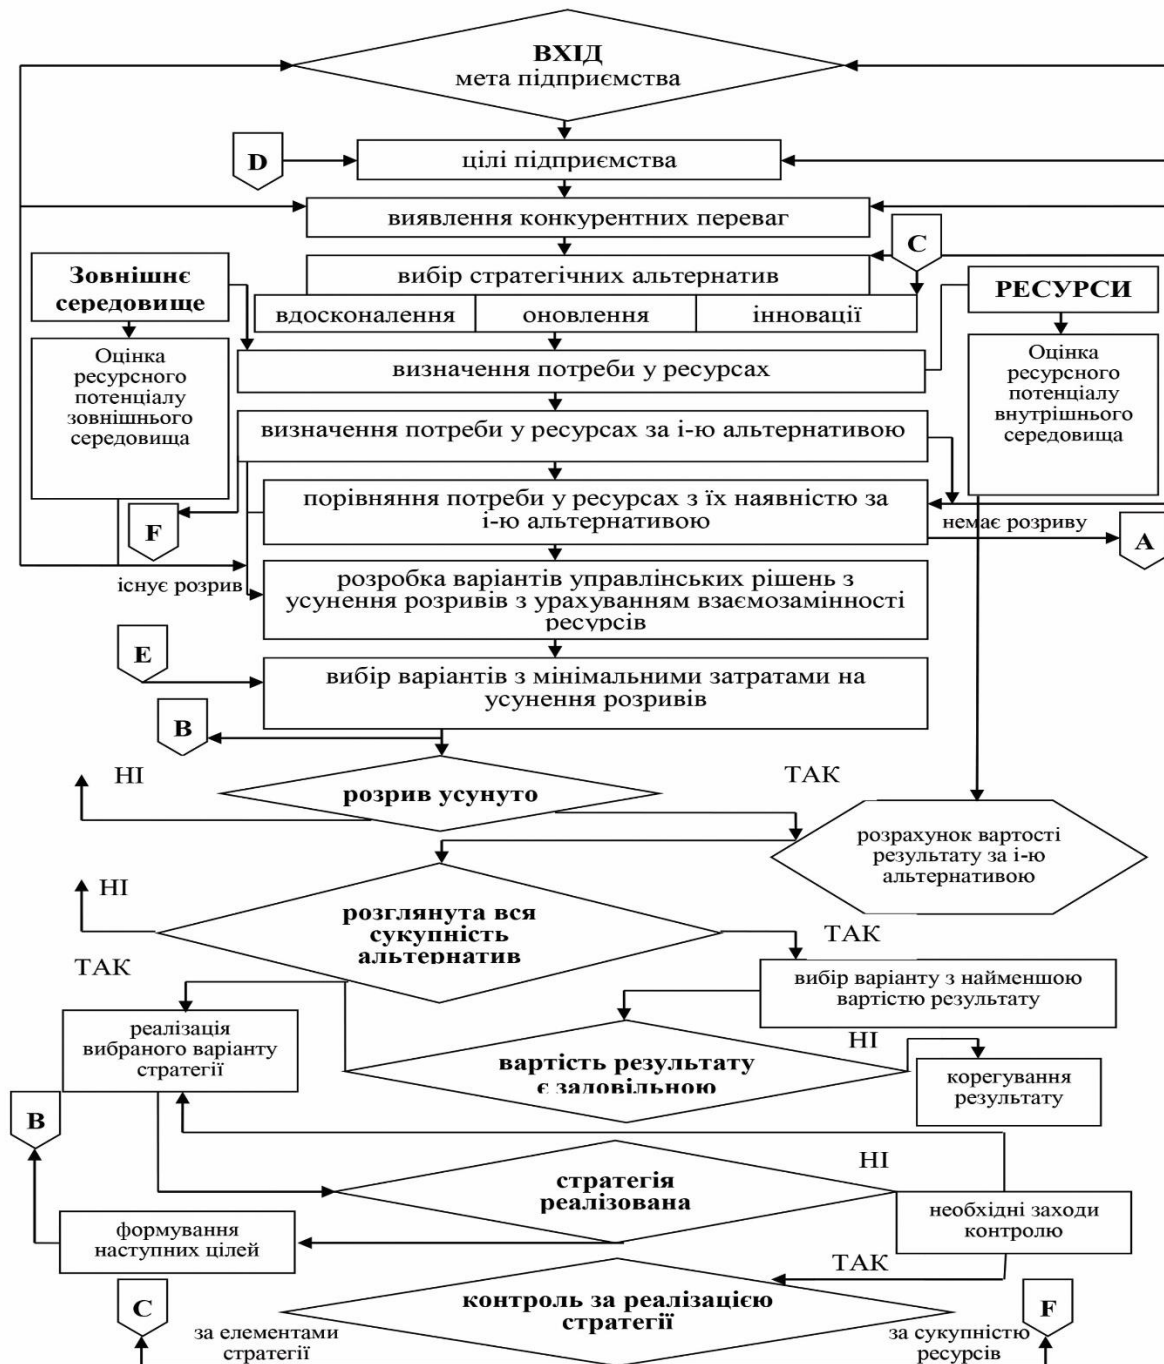 ВХІД
мета підприємства
D
цілі підприємства
виявлення конкурентних переваг
C
Зовнішнє
середовище
вибір стратегічних альтернатив
РЕСУРСИ
вдосконалення
оновлення
інновації
Оцінка
ресурсного
потенціалу
зовнішнього
середовища
визначення потреби у ресурсах
Оцінка
ресурсного
потенціалу
внутрішнього
середовища
визначення потреби у ресурсах за і-ю альтернативою
порівняння потреби у ресурсах з їх наявністю за
і-ю альтернативою
F
немає розриву
A
існує розрив
розробка варіантів управлінських рішень з
усунення розривів з урахуванням взаємозамінності
ресурсів
E
вибір варіантів з мінімальними затратами на
усунення розривів
B
НІ
розрив усунуто
ТАК
розрахунок вартості
результату за і-ю
альтернативою
НІ
розглянута вся
сукупність
альтернатив
ТАК
ТАК
вибір варіанту з найменшою
вартістю результату
реалізація
вибраного варіанту
стратегії
вартість результату
є задовільною
НІ
корегування
результату
B
стратегія
реалізована
НІ
необхідні заходи
контролю
формування
наступних цілей
ТАК
C
контроль за реалізацією
стратегії
F
за елементами
стратегії
за сукупністю
ресурсів